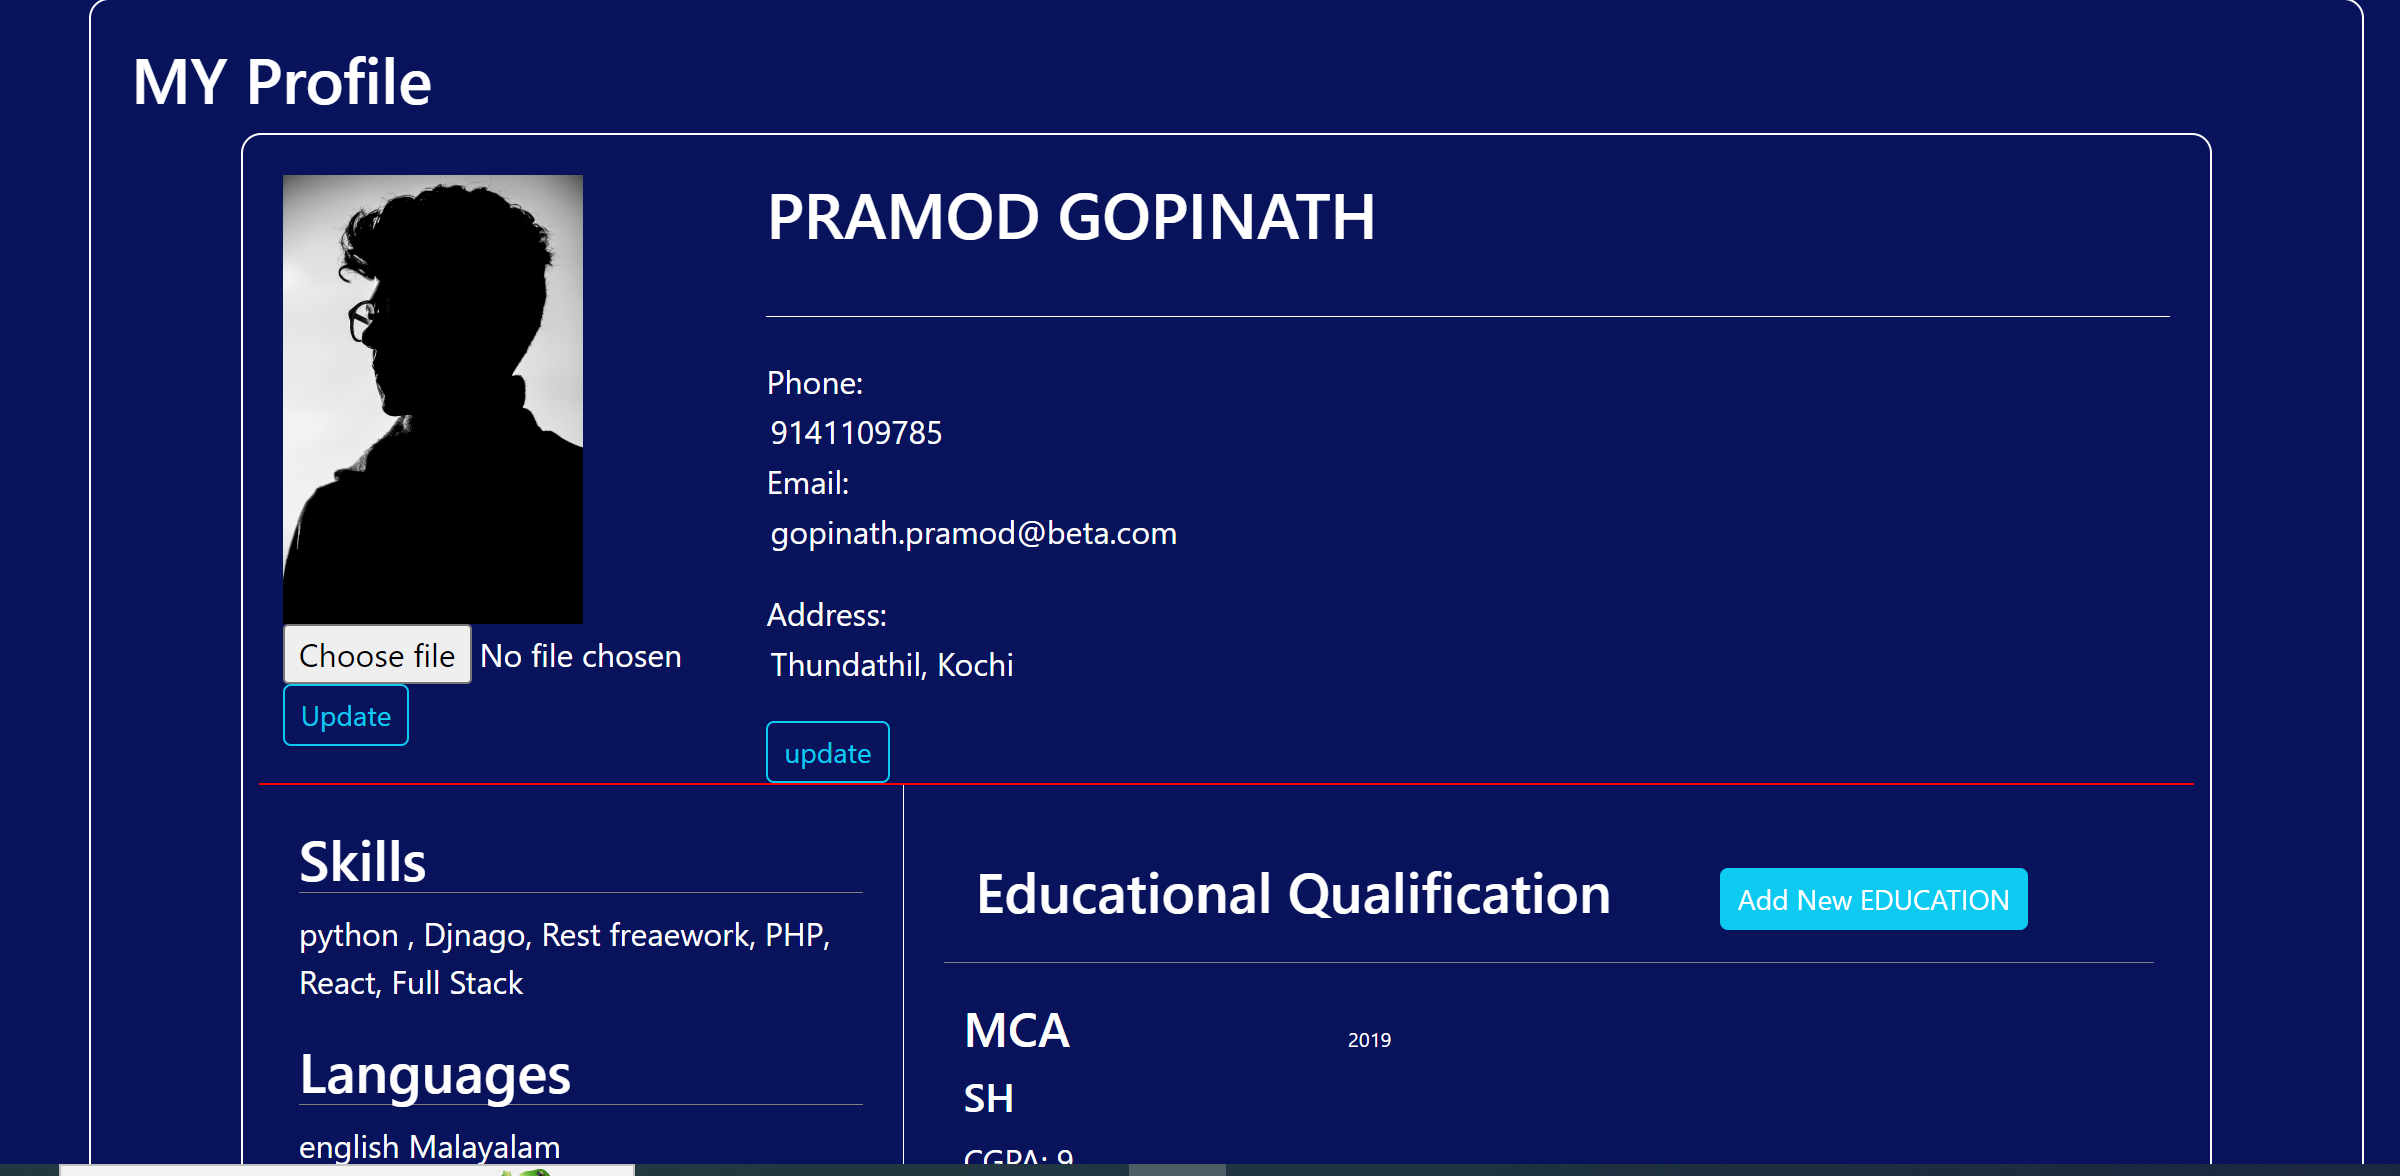 MY Profile
PRAMOD GOPINATH
Phone:
9141109785
Email:
gopinath.pramod@beta.com
Address:
Thundathil, Kochi
Choose file No file chosen
Update
update
Skills
python , Djnago, Rest freaework, PHP,
React, Full Stack
Languages
english Malayalam
Educational Qualification
Add New EDUCATION
MCA 2019
SH
CGPA: 9